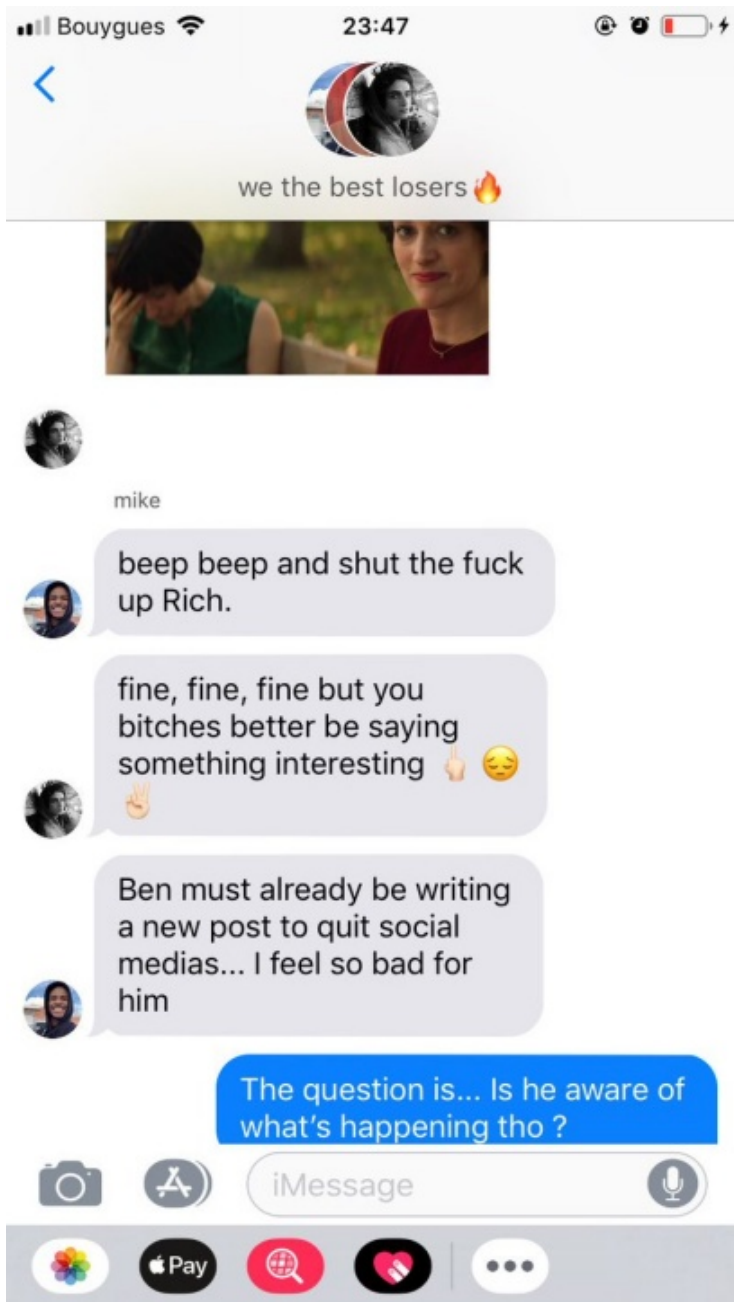 Bouygues 23:47
we the best losers🔥
mike
beep beep and shut the fuck
up Rich.
fine, fine, fine but you
bitches better be saying
something interesting 🖕🏻 😔
✌🏻
Ben must already be writing
a new post to quit social
medias... I feel so bad for
him
The question is... Is he aware of
what's happening tho ?
iMessage
Pay